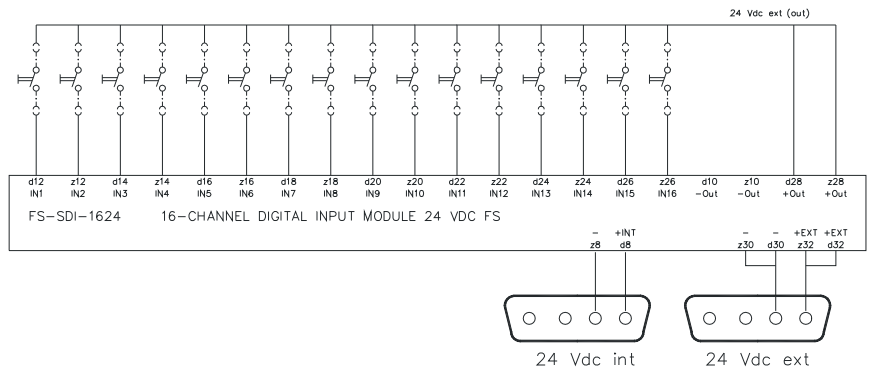 24 Vdc ext (out)
d12 z12 d14 z14 d16 z16 d18 z18 d20 z20 d22 z22 d24 z24 d26 z26 d10 z10 d28 z28
IN1 IN2 IN3 IN4 IN5 IN6 IN7 IN8 IN9 IN10 IN11 IN12 IN13 IN14 IN15 IN16 -Out -Out +Out +Out
FS-SDI-1624 16-CHANNEL DIGITAL INPUT MODULE 24 VDC FS
- +INT - - +EXT +EXT
z8 d8 z30 d30 z32 d32
24 Vdc int 24 Vdc ext